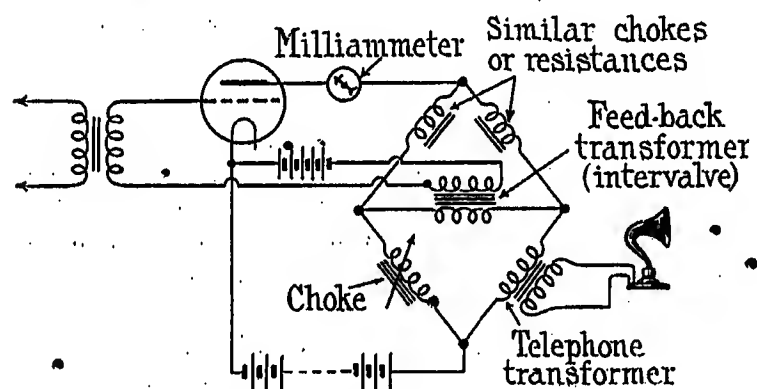 Milliammeter
Similar chokes
or resistances
Feed-back
transformer
(intervalve)
Choke
Telephone
transformer